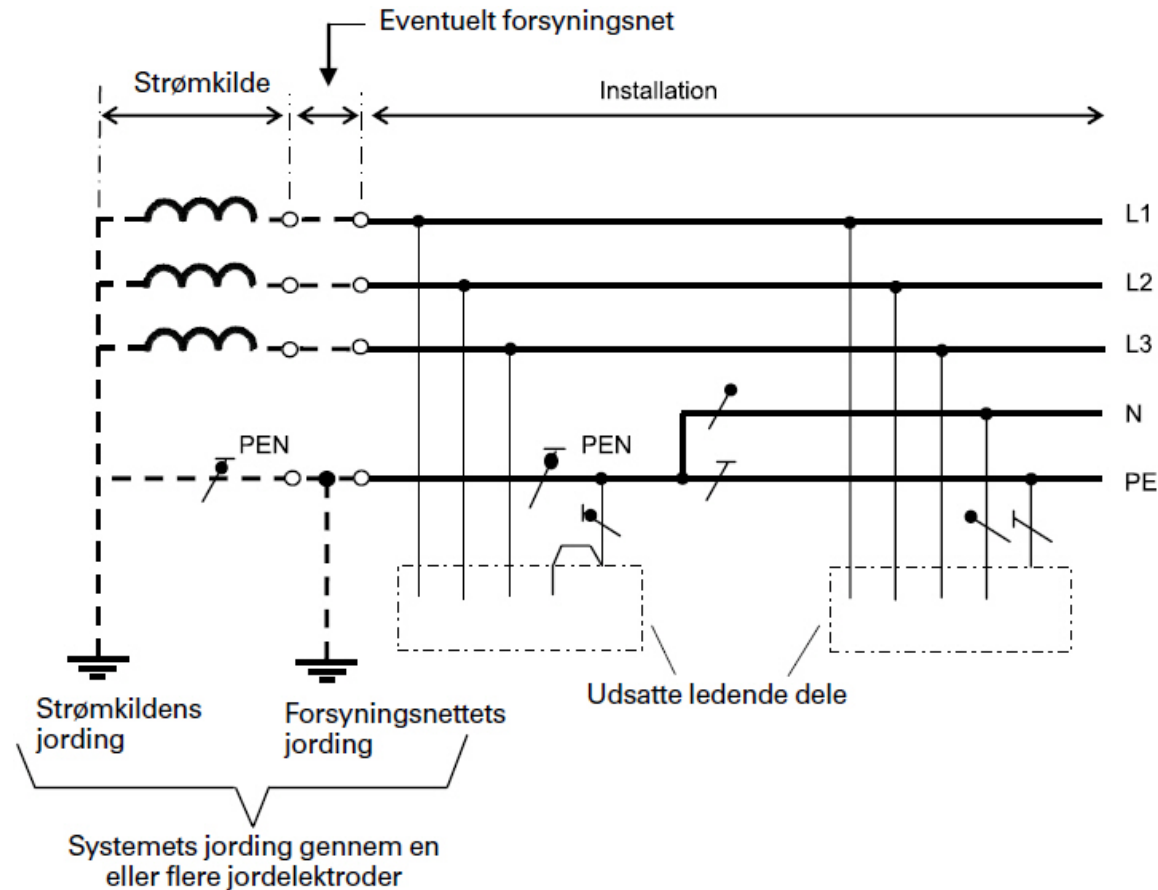 Eventuelt forsyningsnet
Strømkilde
Installation
L1
L2
L3
N
PEN
PEN
PE
Udsatte ledende dele
Strømkildens
jording
Forsyningsnettets
jording
Systemets jording gennem en
eller flere jordelektroder